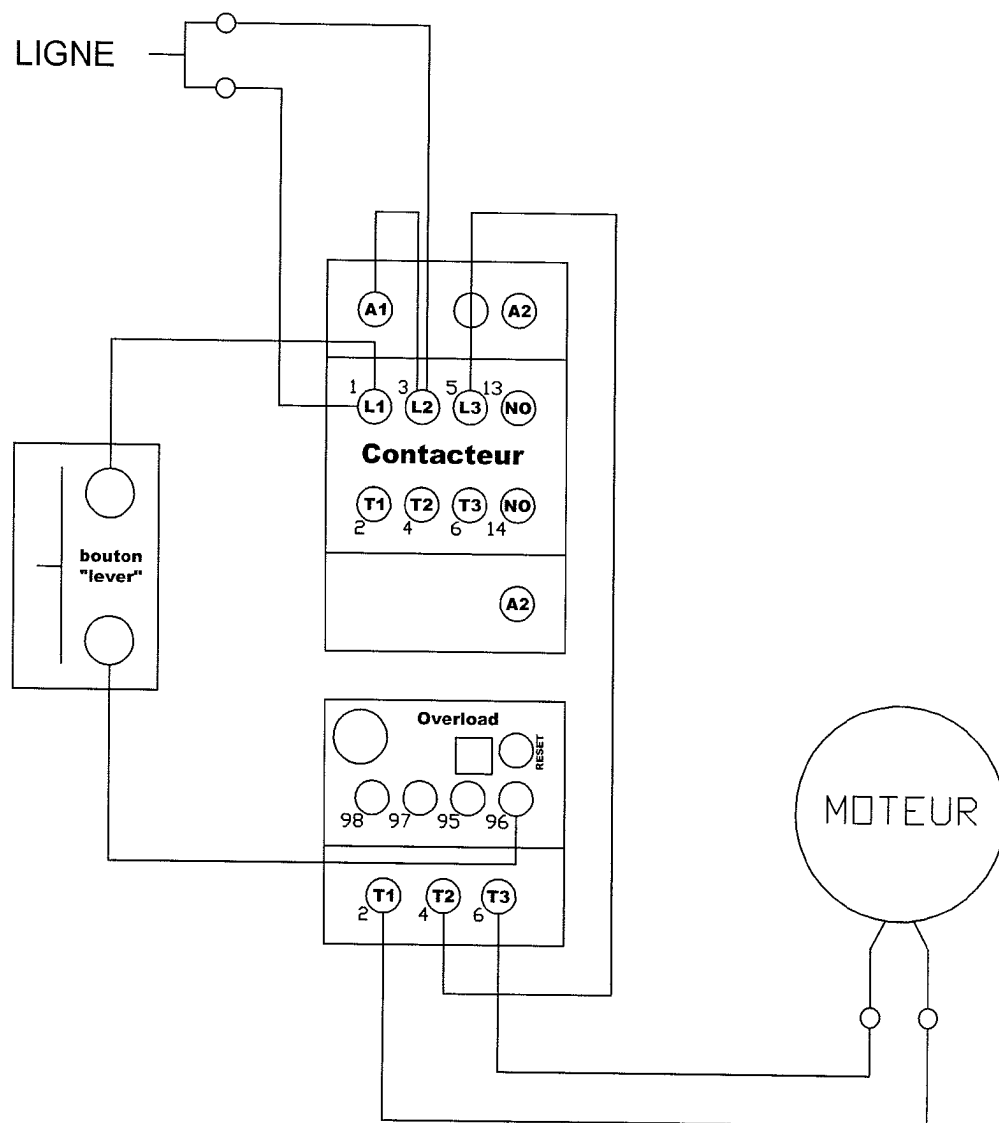 LIGNE
A1 A2
1 3 5 13
L1 L2 L3 NO
Contacteur
T1 T2 T3 NO
2 4 6 14
bouton
"lever"
A2
Overload
RESET
98 97 95 96
MOTEUR
T1 T2 T3
2 4 6